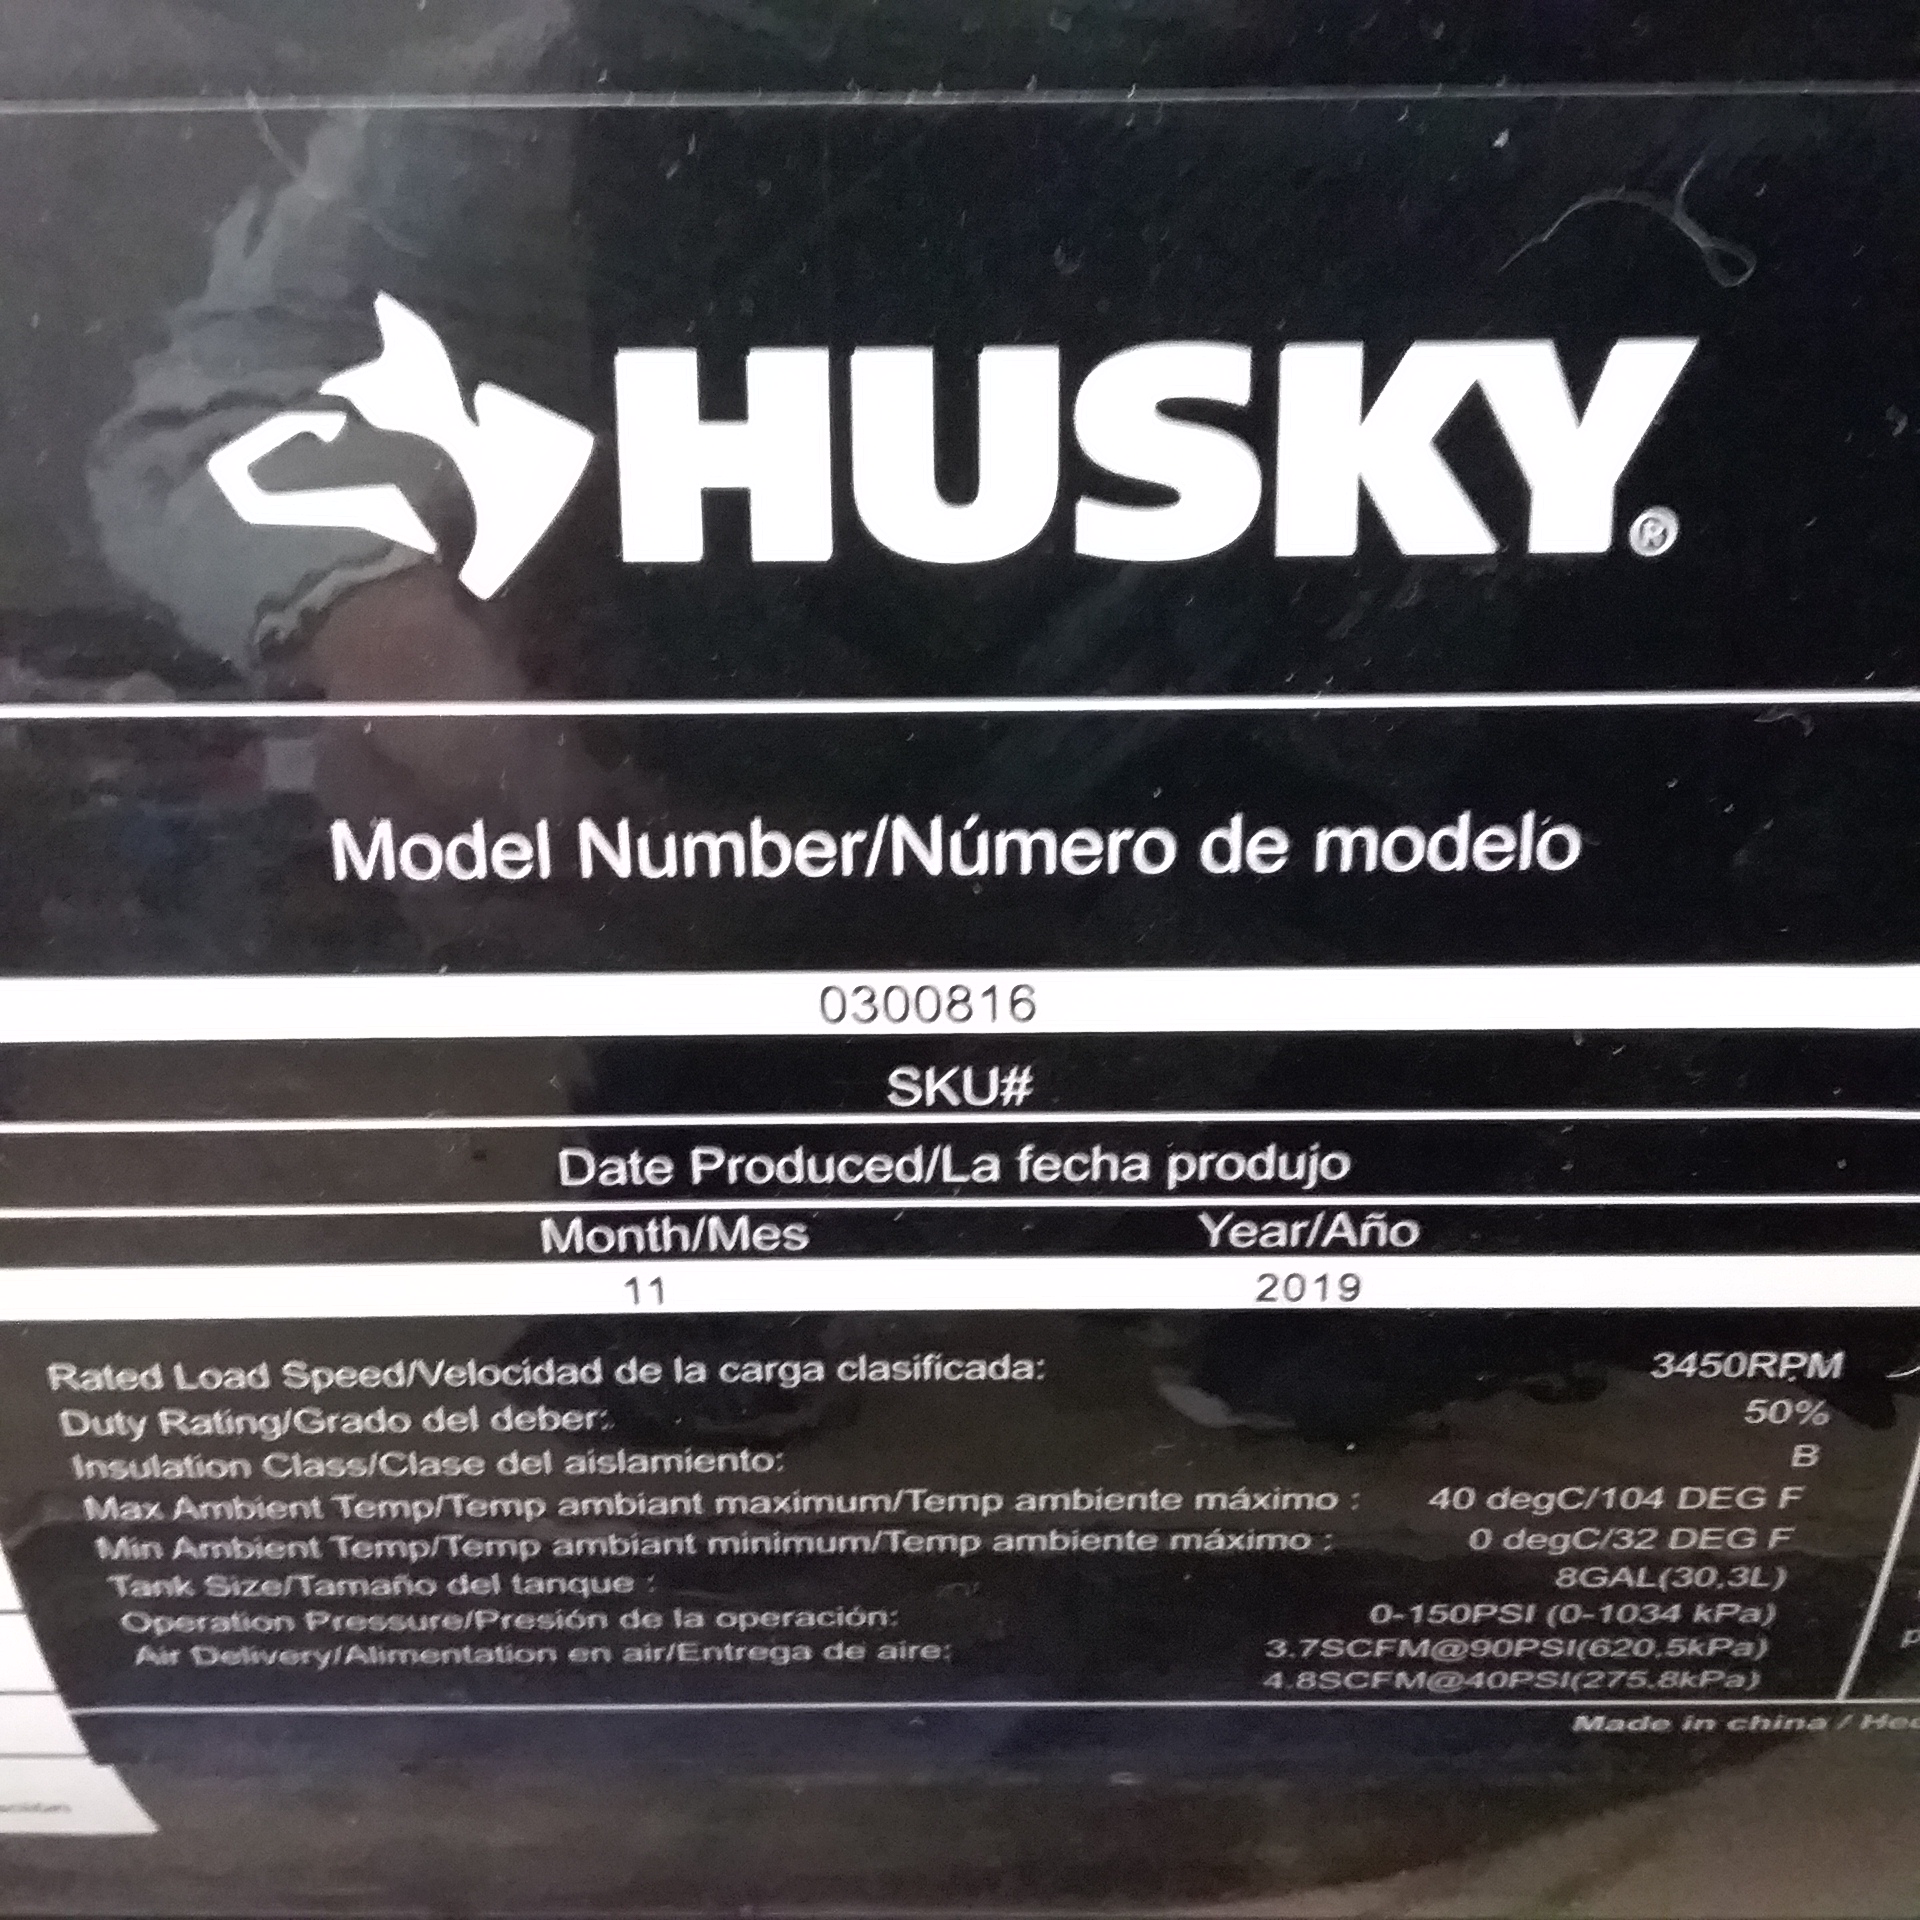 HUSKY®
Model Number/Número de modelo
0300816
SKU#
Date Produced/La fecha produjo
Month/Mes Year/Año
11 2019
Rated Load Speed/Velocidad de la carga clasificada: 3450RPM
Duty Rating/Grado del deber: 50%
Insulation Class/Clase del aislamiento: B
Max Ambient Temp/Temp ambiant maximum/Temp ambiente máximo : 40 degC/104 DEG F
Min Ambient Temp/Temp ambiant minimum/Temp ambiente máximo : 0 degC/32 DEG F
Tank Size/Tamaño del tanque : 8GAL(30,3L)
Operation Pressure/Presión de la operación: 0-150PSI (0-1034 kPa)
Air Delivery/Alimentation en air/Entrega de aire: 3.7SCFM@90PSI(620,5kPa)
4.8SCFM@40PSI(275.8kPa)
Made in china /